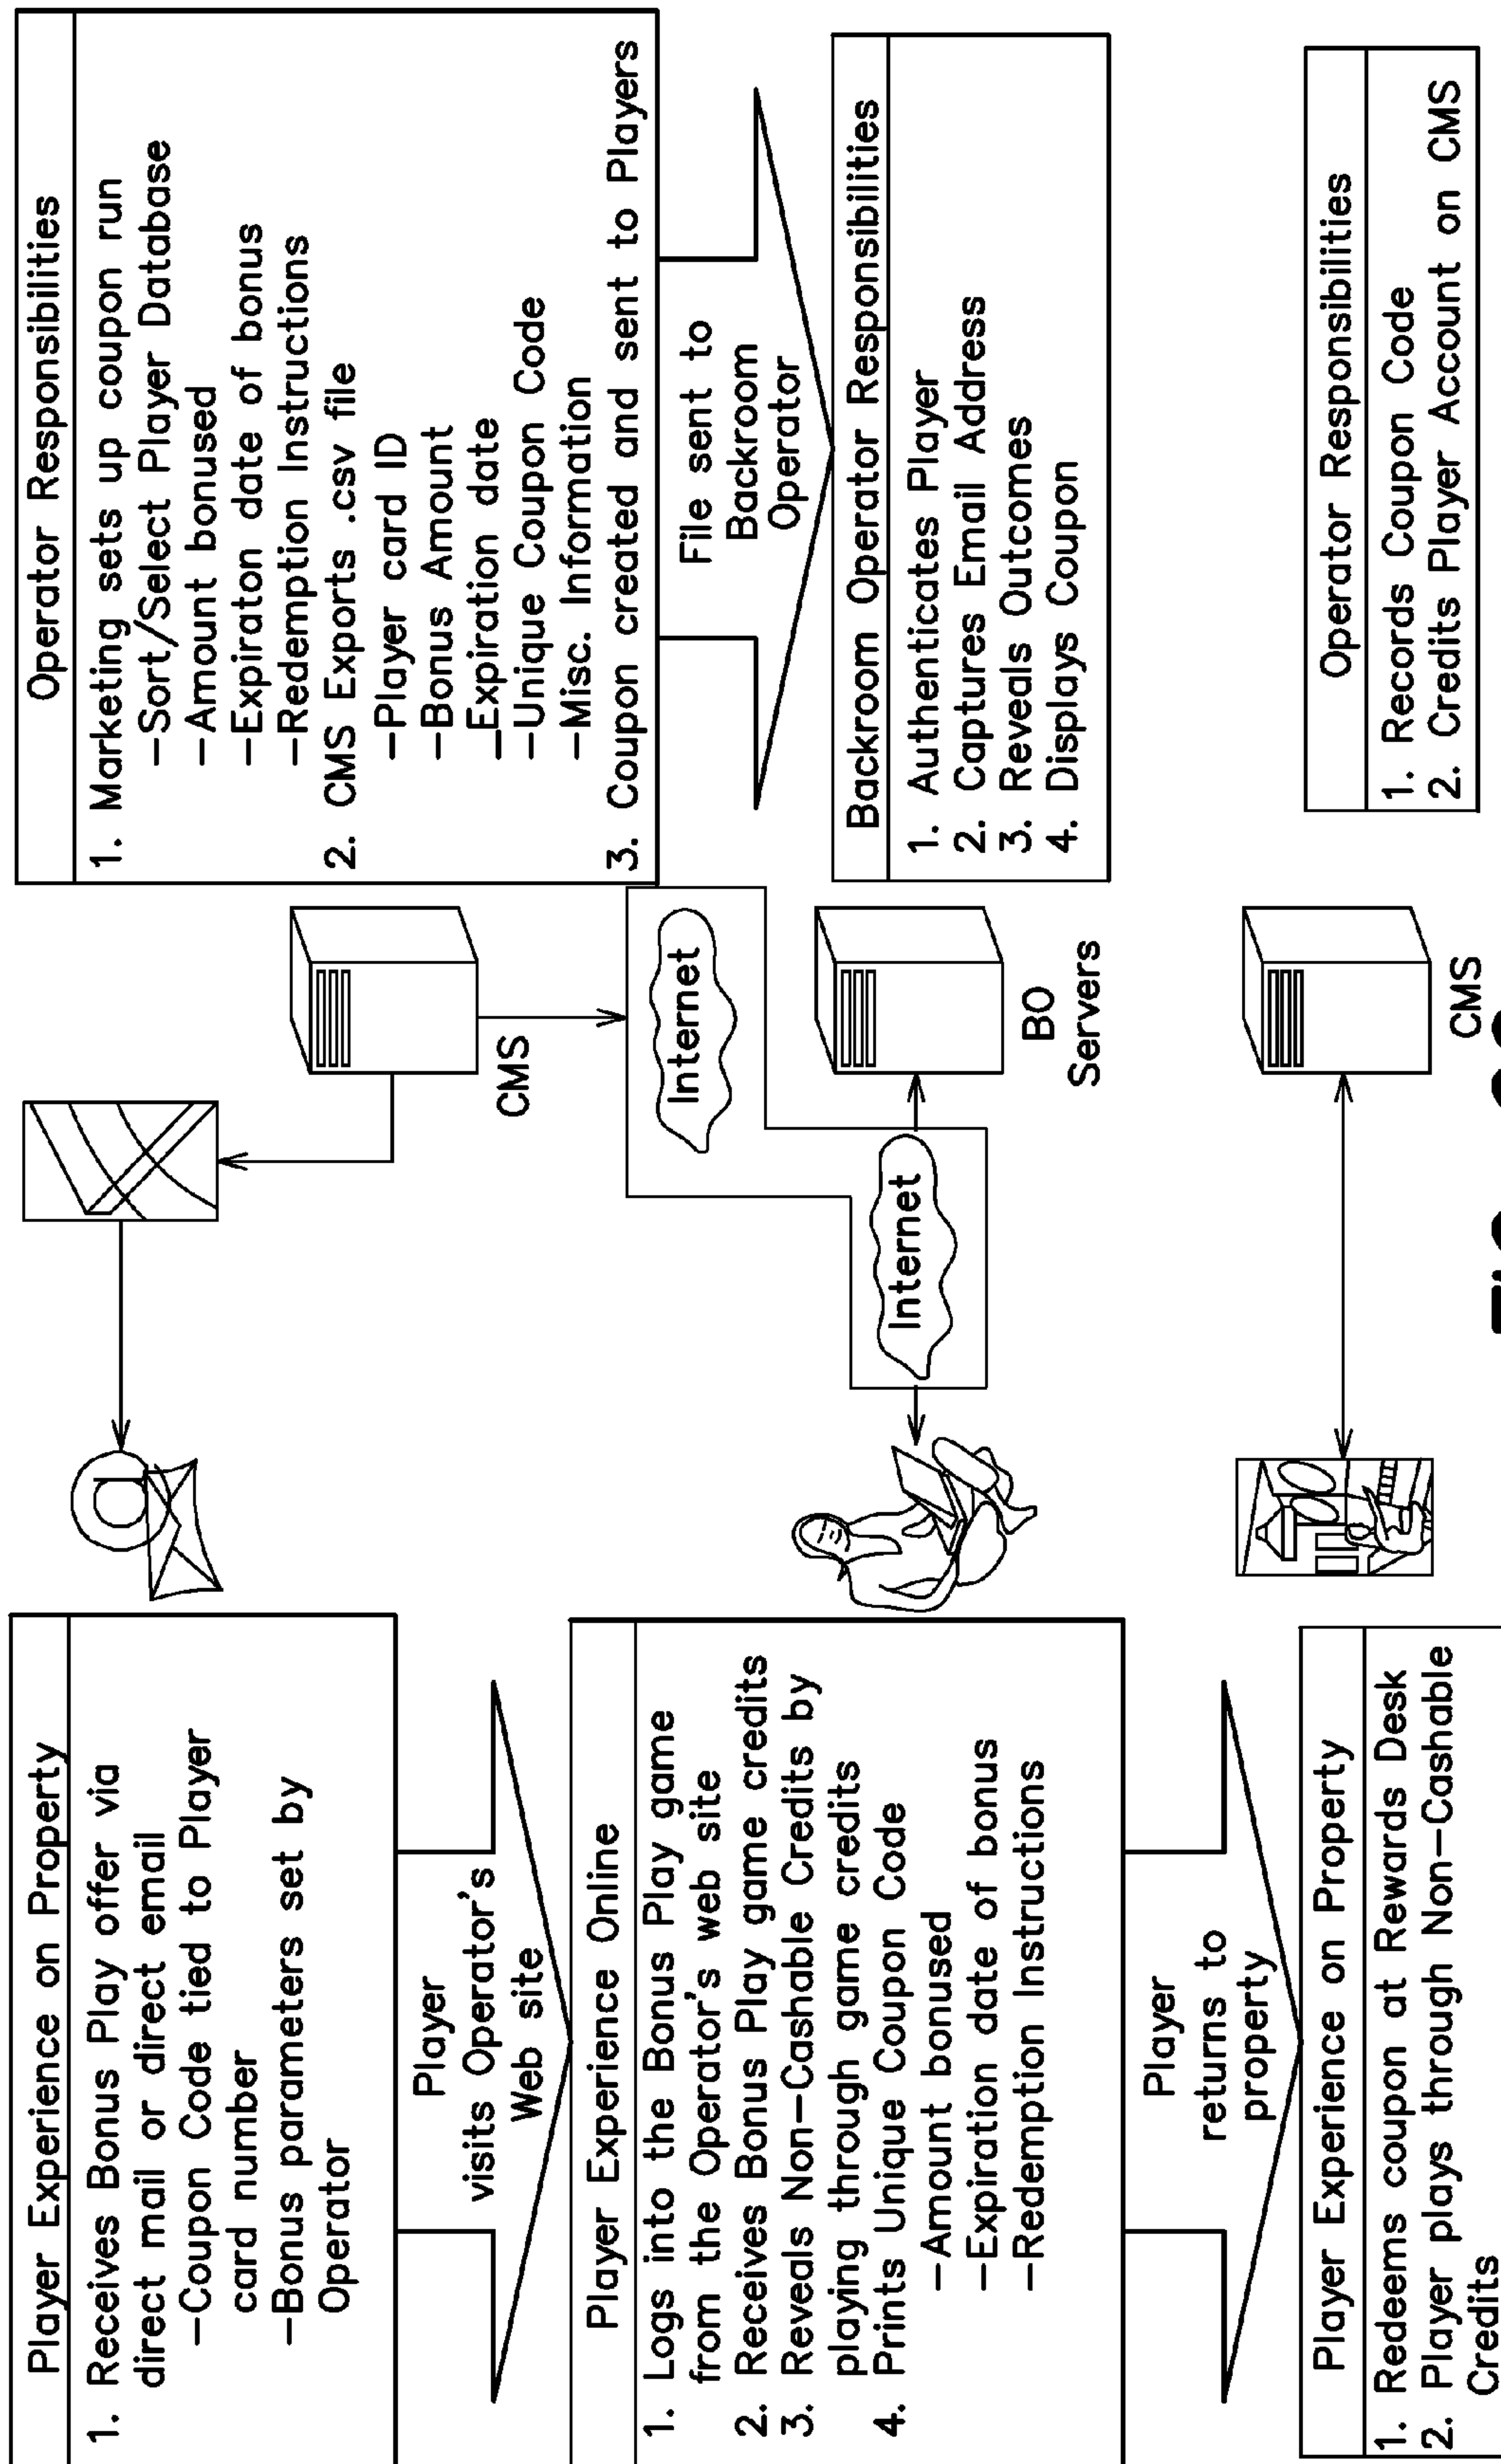 Player Experience on Property
1. Receives Bonus Play offer via
direct mail or direct email
–Coupon Code tied to Player
card number
–Bonus parameters set by
Operator
Player
visits Operator's
Web site
Player Experience Online
1. Logs into the Bonus Play game
from the Operator's web site
2. Receives Bonus Play game credits
3. Reveals Non–Cashable Credits by
playing through game credits
4. Prints Unique Coupon Code
–Amount bonused
–Expiration date of bonus
–Redemption Instructions
Player
returns to
property
Player Experience on Property
1. Redeems coupon at Rewards Desk
2. Player plays through Non–Cashable
Credits
CMS
Internet
Internet
BO
Servers
CMS
Operator Responsibilities
1. Marketing sets up coupon run
–Sort/Select Player Database
–Amount bonused
–Expiraton date of bonus
–Redemption Instructions
2. CMS Exports .csv file
–Player card ID
–Bonus Amount
–Expiration date
–Unique Coupon Code
–Misc. Information
3. Coupon created and sent to Players
File sent to
Backroom
Operator
Backroom Operator Responsibilities
1. Authenticates Player
2. Captures Email Address
3. Reveals Outcomes
4. Displays Coupon
Operator Responsibilities
1. Records Coupon Code
2. Credits Player Account on CMS